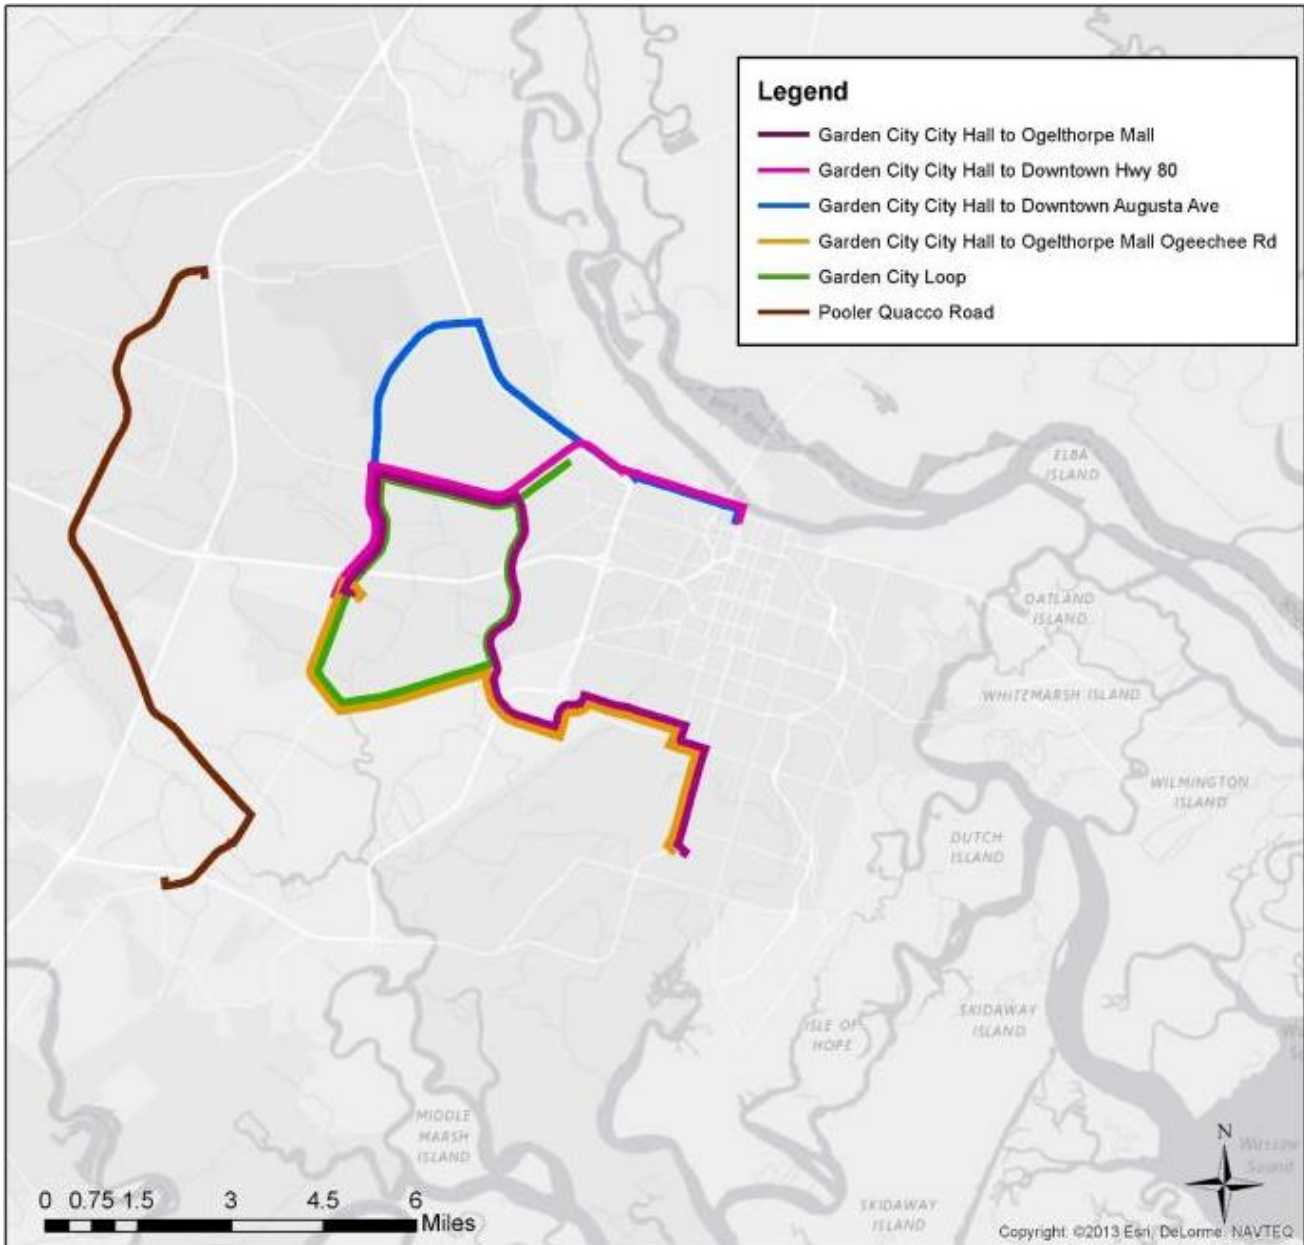 Legend
Garden City City Hall to Ogelthorpe Mall
Garden City City Hall to Downtown Hwy 80
Garden City City Hall to Downtown Augusta Ave
Garden City City Hall to Ogelthorpe Mall Ogeechee Rd
Garden City Loop
Pooler Quacco Road
ELBA
ISLAND
OATLAND
ISLAND
WHITEMARSH ISLAND
WILMINGTON
ISLAND
DUTCH
ISLAND
SKIDAWAY
ISLAND
ISLE OF
HOPE
MIDDLE
MARSH
ISLAND
N
Wassaw
Sound
SKIDAWAY
ISLAND
0 0.75 1.5 3 4.5 6
Miles
Copyright: ©2013 Esri, DeLorme, NAVTEQ